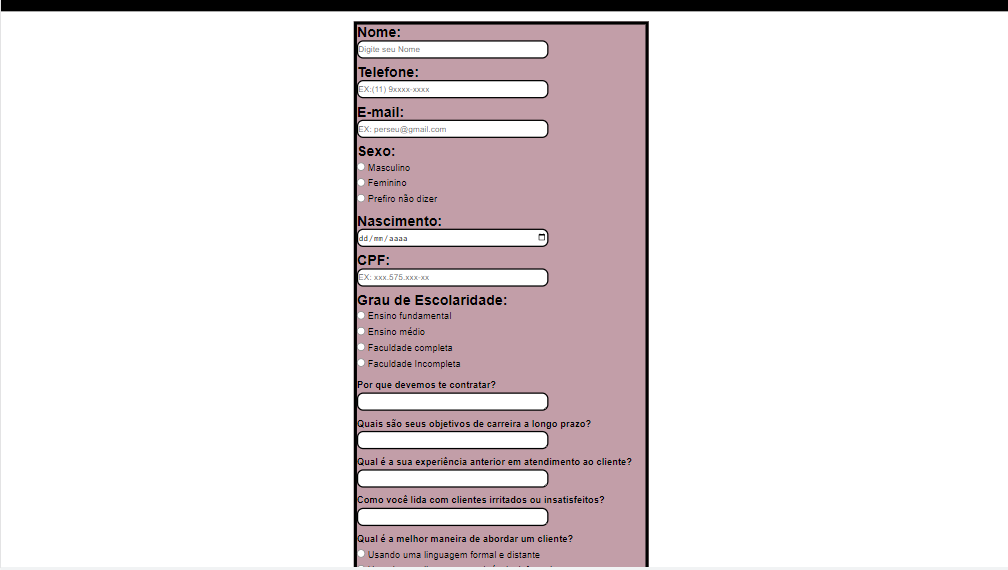 Nome:
Digite seu Nome
Telefone:
EX:(11) 9xxxx-xxxx
E-mail:
EX: perseu@gmail.com
Sexo:
Masculino
Feminino
Prefiro não dizer
Nascimento:
dd/mm/aaaa
CPF:
EX: xxx.575.xxx-xx
Grau de Escolaridade:
Ensino fundamental
Ensino médio
Faculdade completa
Faculdade Incompleta
Por que devemos te contratar?
Quais são seus objetivos de carreira a longo prazo?
Qual é a sua experiência anterior em atendimento ao cliente?
Como você lida com clientes irritados ou insatisfeitos?
Qual é a melhor maneira de abordar um cliente?
Usando uma linguagem formal e distante